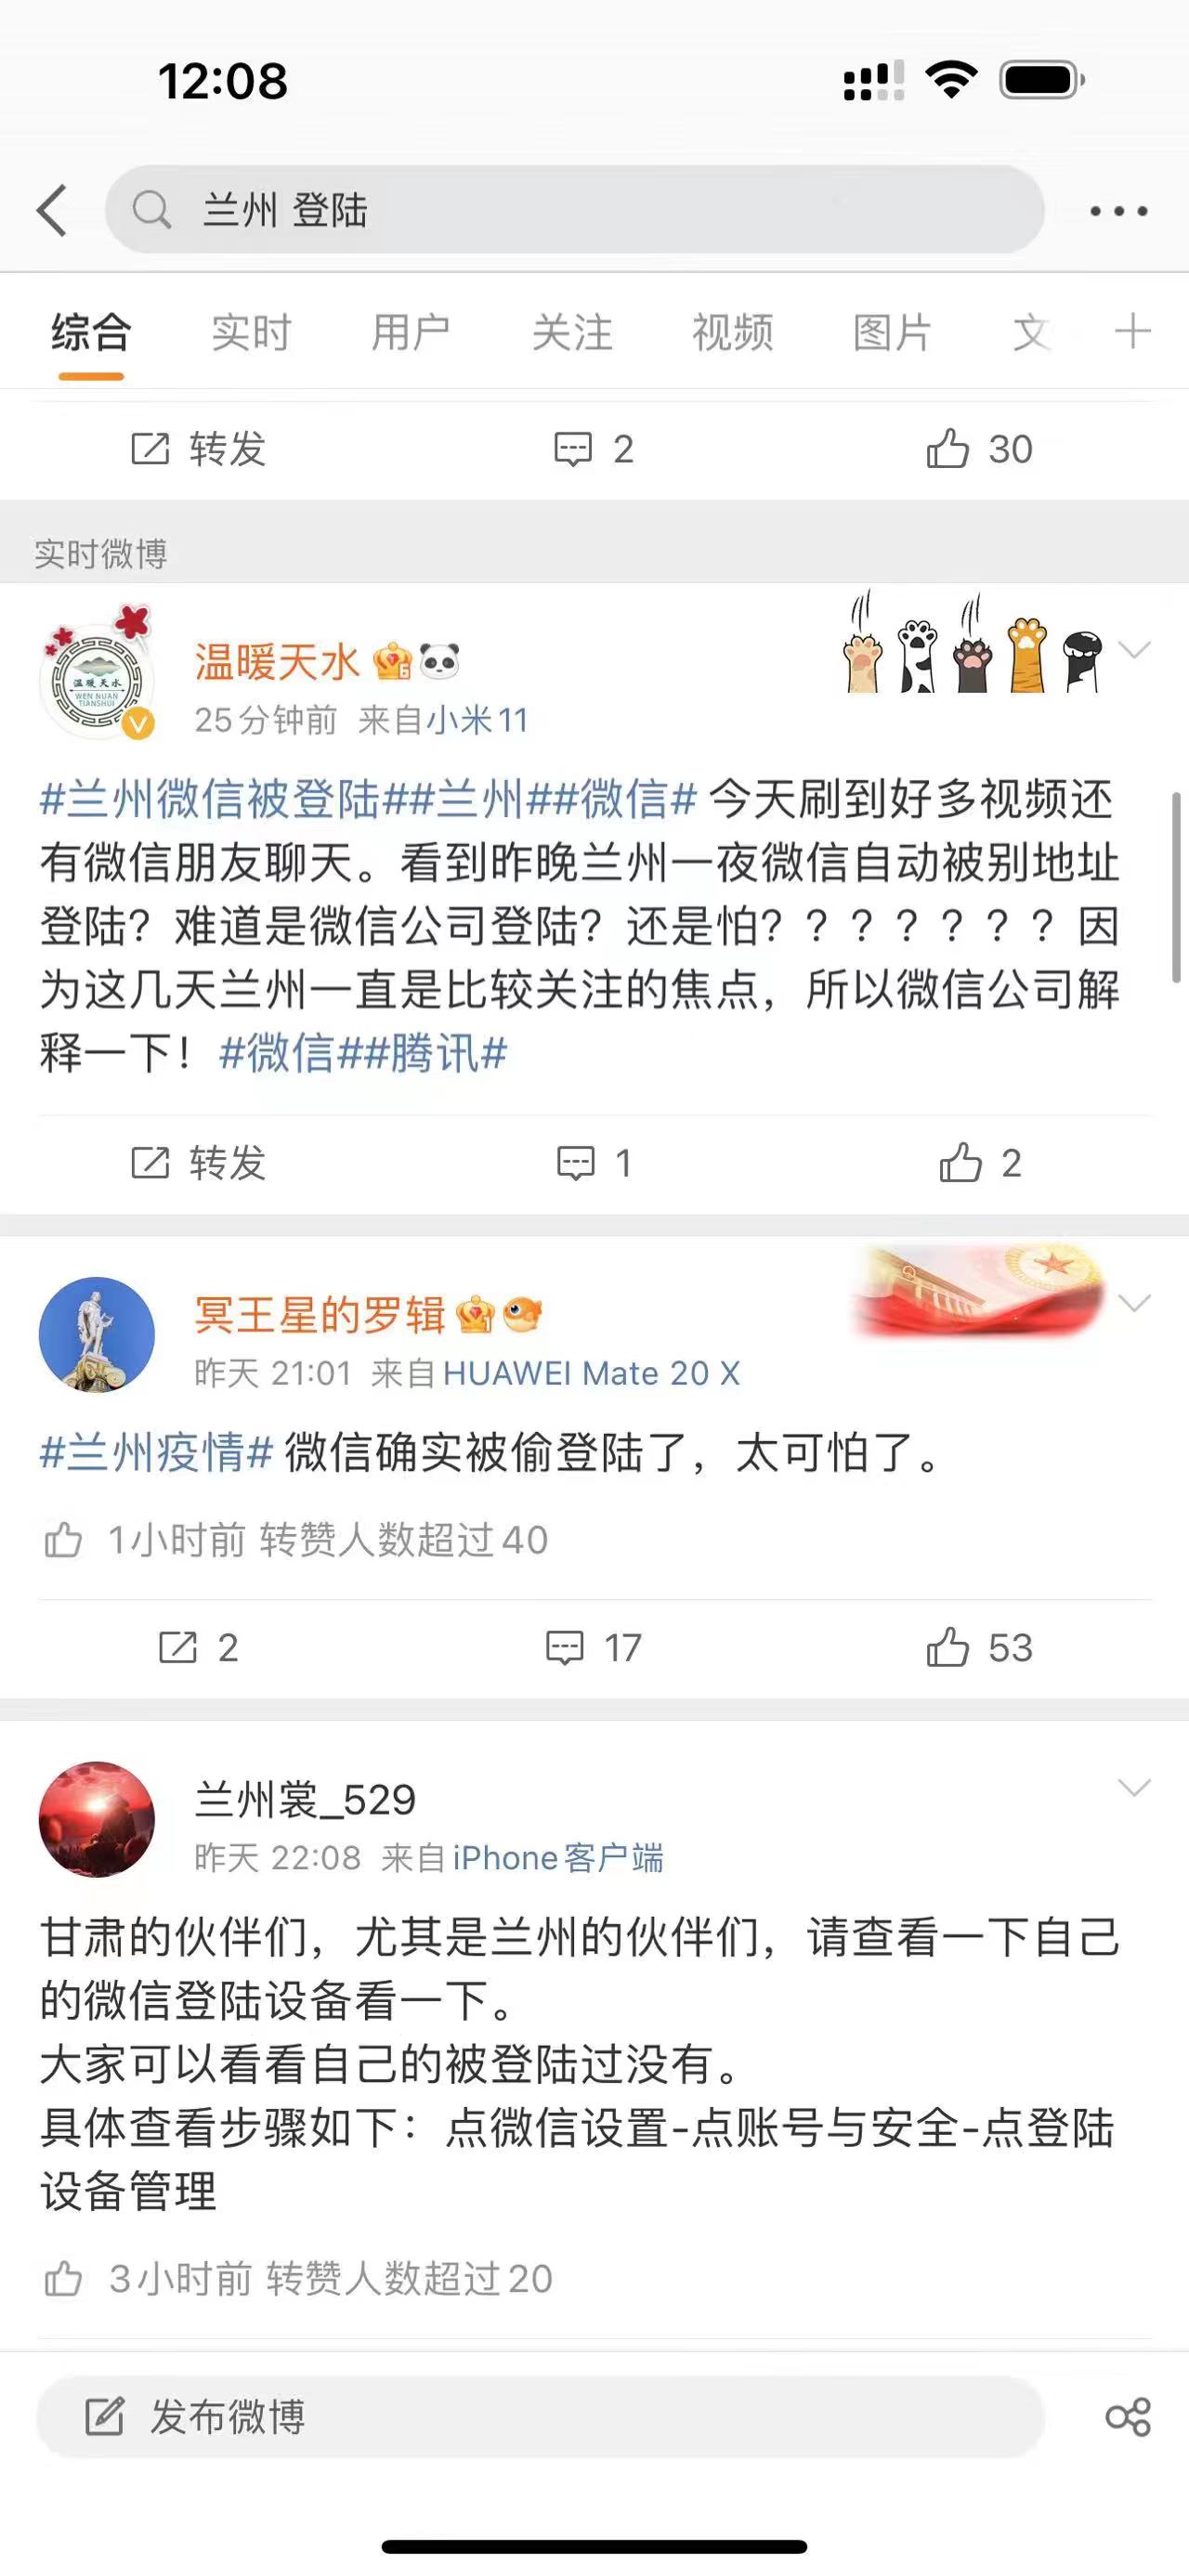 12:08
兰州 登陆
综合 实时 用户 关注 视频 图片 文
转发 2 30
实时微博
温暖天水
WEN NUAN
TIANSHUI
温暖天水
25分钟前 来自小米11
#兰州微信被登陆##兰州##微信# 今天刷到好多视频还
有微信朋友聊天。看到昨晚兰州一夜微信自动被别地址
登陆？难道是微信公司登陆？还是怕？？？？？？？因
为这几天兰州一直是比较关注的焦点，所以微信公司解
释一下！#微信##腾讯#
转发 1 2
冥王星的罗辑
昨天 21:01 来自HUAWEI Mate 20 X
#兰州疫情# 微信确实被偷登陆了，太可怕了。
1小时前 转赞人数超过40
2 17 53
兰州裳_529
昨天 22:08 来自iPhone客户端
甘肃的伙伴们，尤其是兰州的伙伴们，请查看一下自己
的微信登陆设备看一下。
大家可以看看自己的被登陆过没有。
具体查看步骤如下：点微信设置-点账号与安全-点登陆
设备管理
3小时前 转赞人数超过20
发布微博